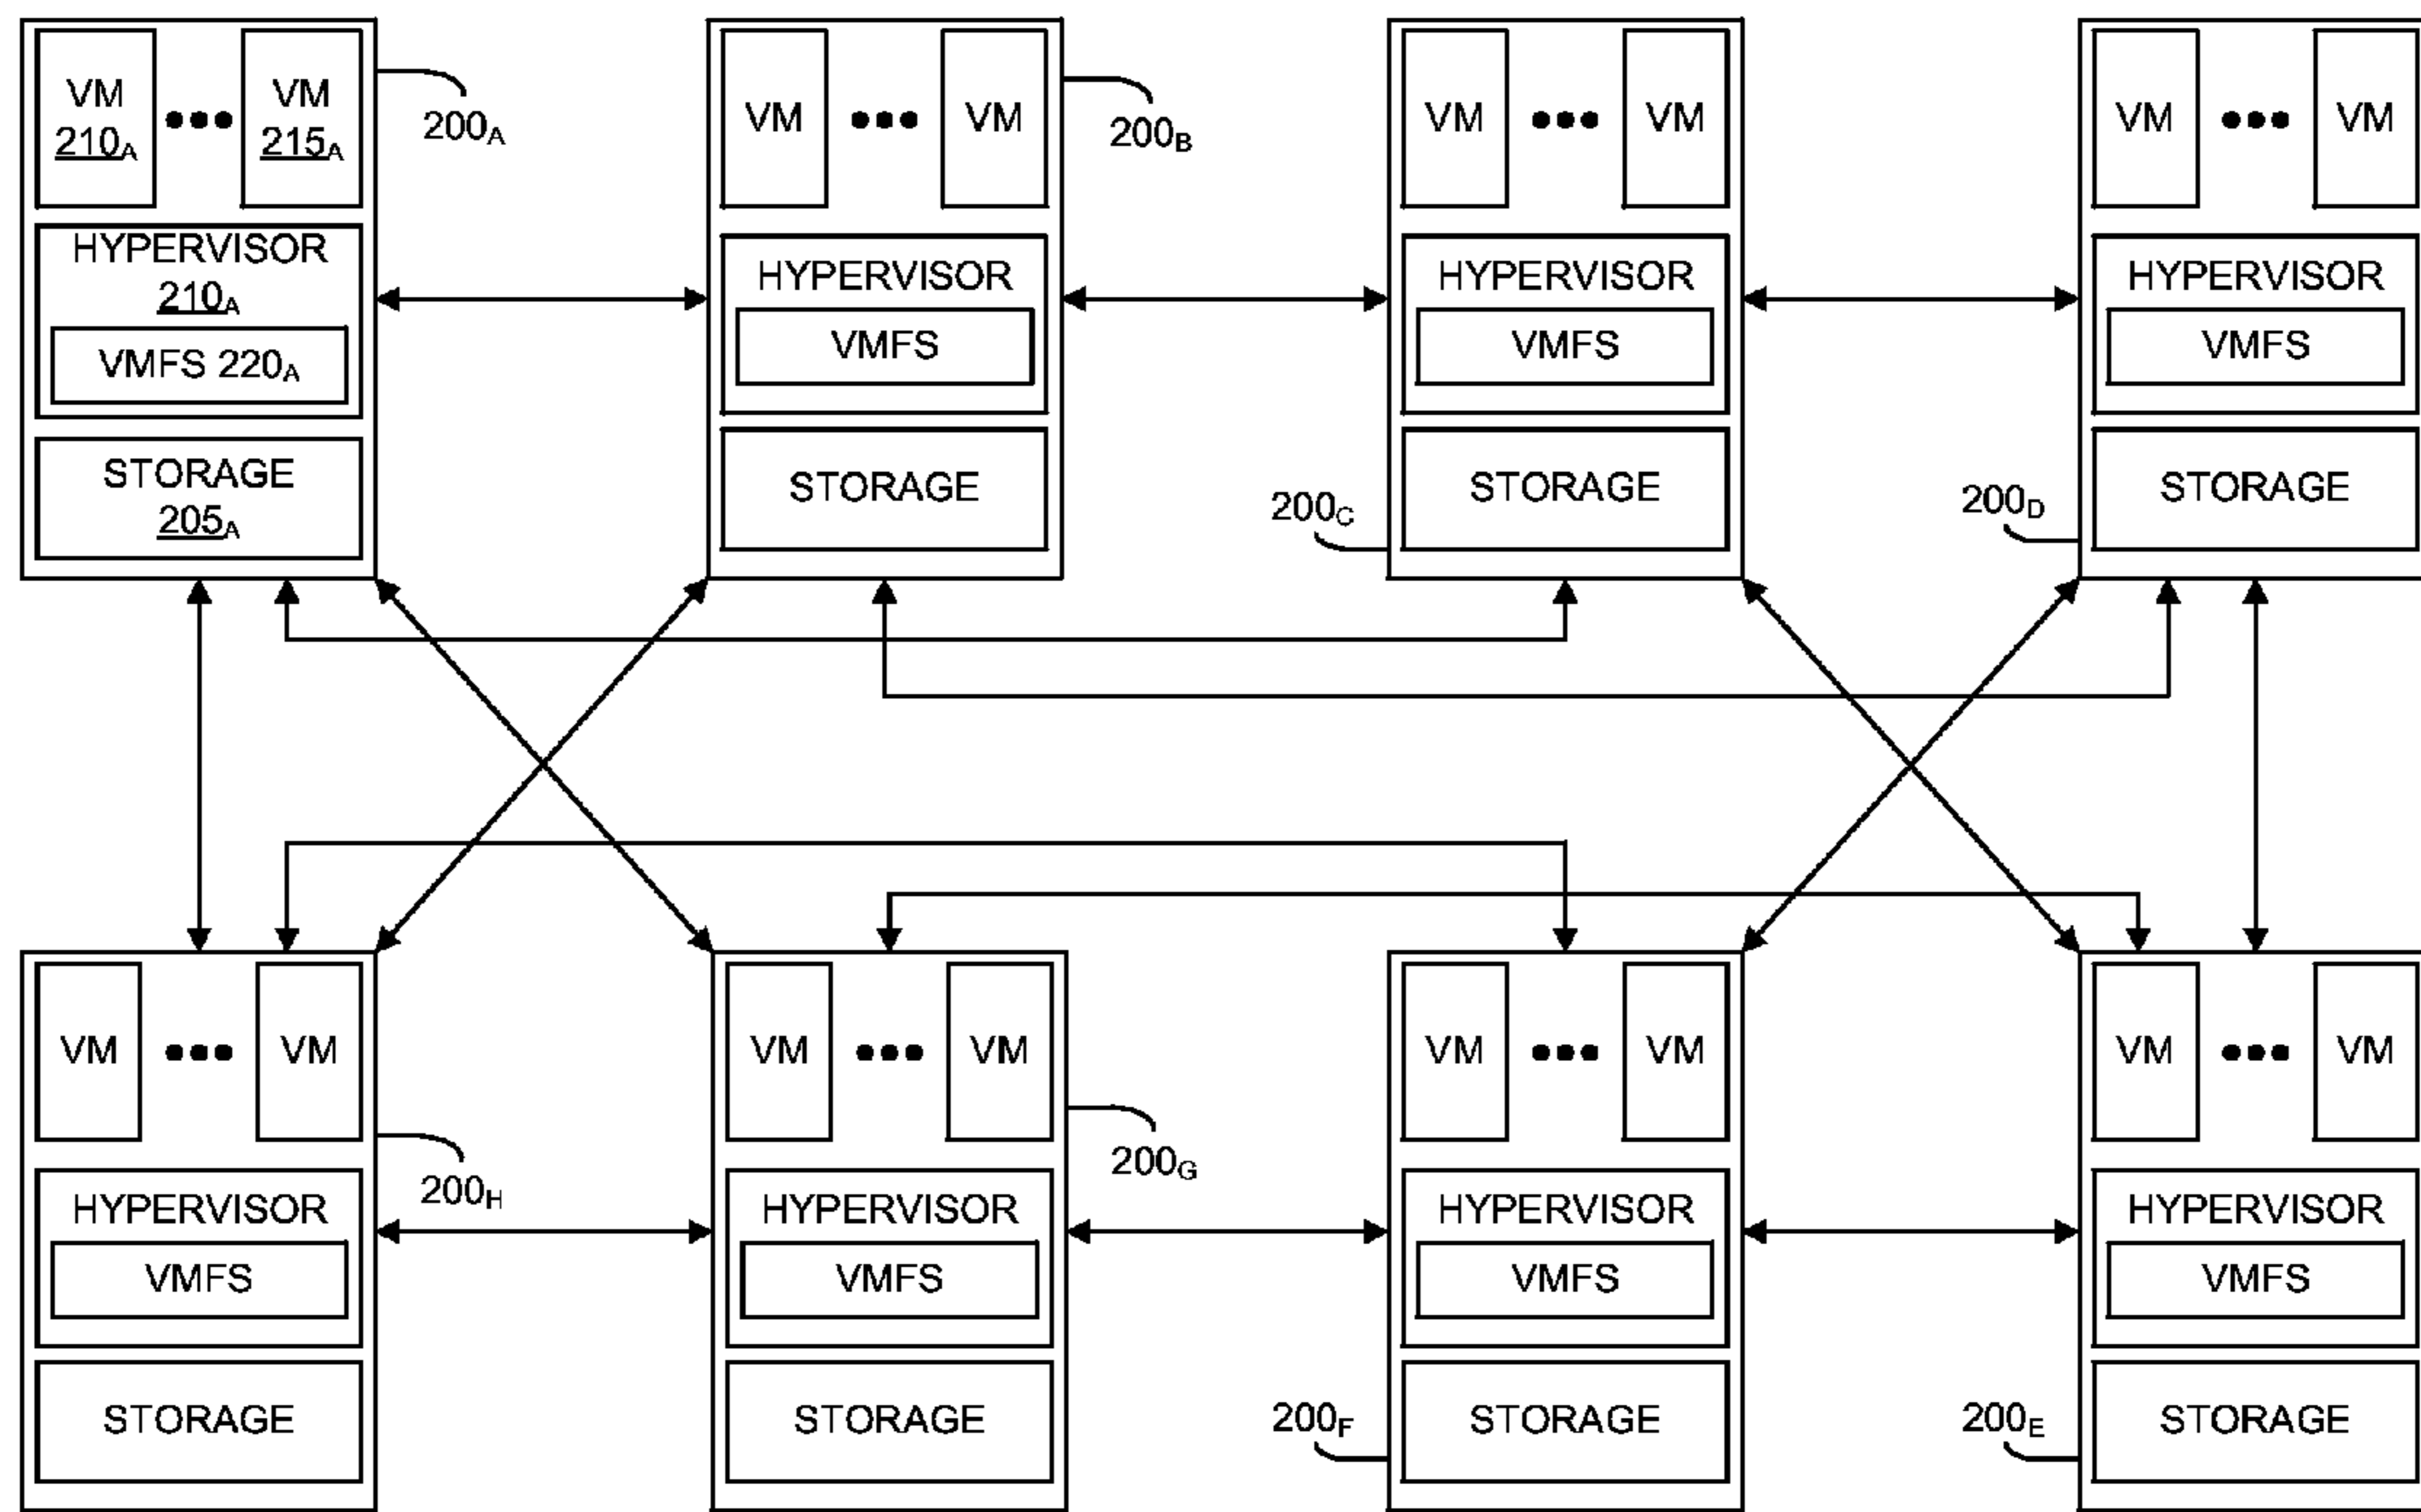 VM
210A
VM
215A
200A
HYPERVISOR
210A
VMFS 220A
STORAGE
205A
VM
VM
200B
HYPERVISOR
VMFS
STORAGE
VM
VM
HYPERVISOR
VMFS
STORAGE
200C
VM
VM
HYPERVISOR
VMFS
STORAGE
200D
VM
VM
200H
HYPERVISOR
VMFS
STORAGE
VM
VM
200G
HYPERVISOR
VMFS
STORAGE
VM
VM
HYPERVISOR
VMFS
STORAGE
200F
VM
VM
HYPERVISOR
VMFS
STORAGE
200E